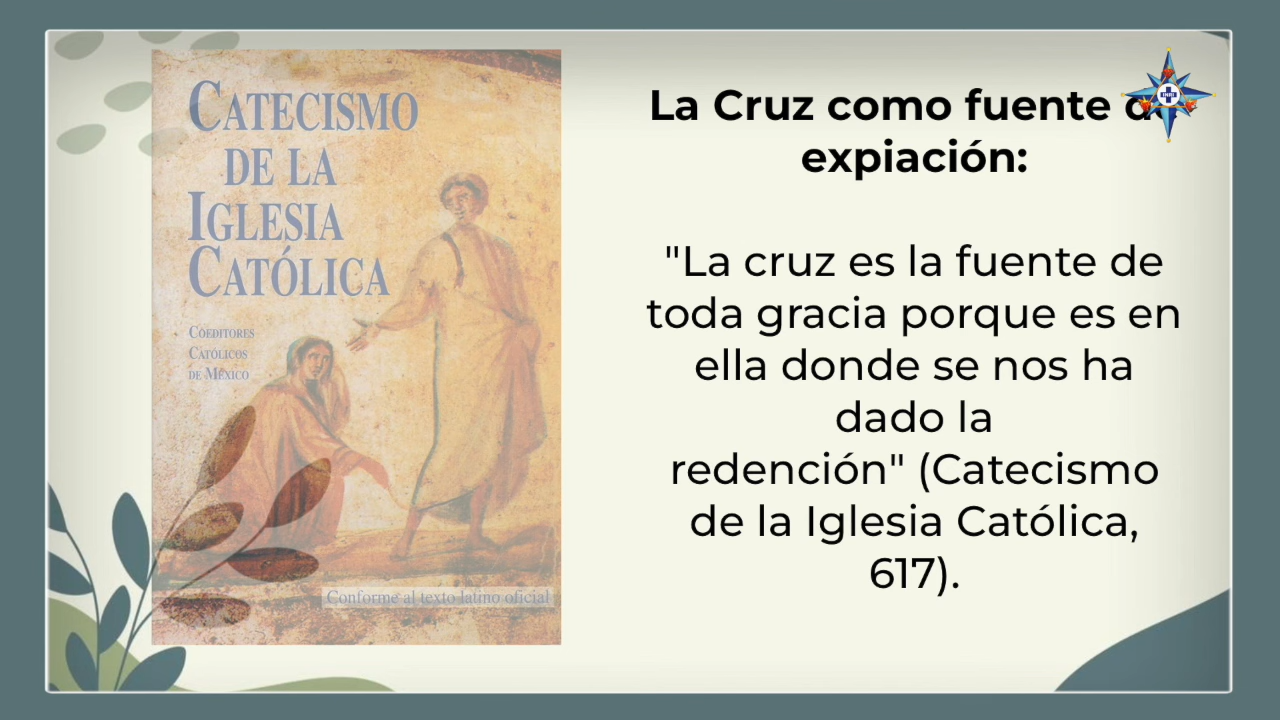 CATECISMO
DE LA
IGLESIA
CATÓLICA
COEDITORES
CATÓLICOS
DE MÉXICO
Conforme al texto latino oficial
La Cruz como fuente de
expiación:
"La cruz es la fuente de
toda gracia porque es en
ella donde se nos ha
dado la
redención" (Catecismo
de la Iglesia Católica,
617).